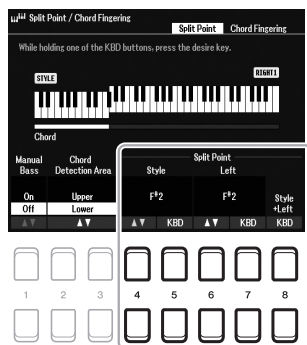 Split Point / Chord Fingering
Split Point Chord Fingering
While holding one of the KBD buttons, press the desire key.
STYLE RIGHT1
Chord
Split Point
Manual Bass Chord Detection Area Style Left
On Upper F#2 F#2 Style +Left
Off Lower
▲▼ ▲▼ ▲▼ KBD ▲▼ KBD KBD
1 2 3 4 5 6 7 8